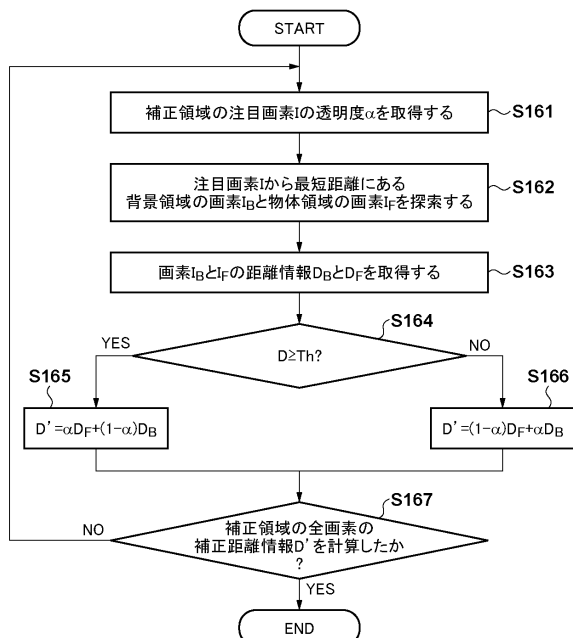 START
補正領域の注目画素Iの透明度αを取得する
S161
注目画素Iから最短距離にある
背景領域の画素IBと物体領域の画素IFを探索する
S162
画素IBとIFの距離情報DBとDFを取得する
S163
S164
YES
D≥Th?
NO
S165
S166
D'=αDF+(1-α)DB
D'=(1-α)DF+αDB
S167
NO
補正領域の全画素の
補正距離情報D'を計算したか
?
YES
END